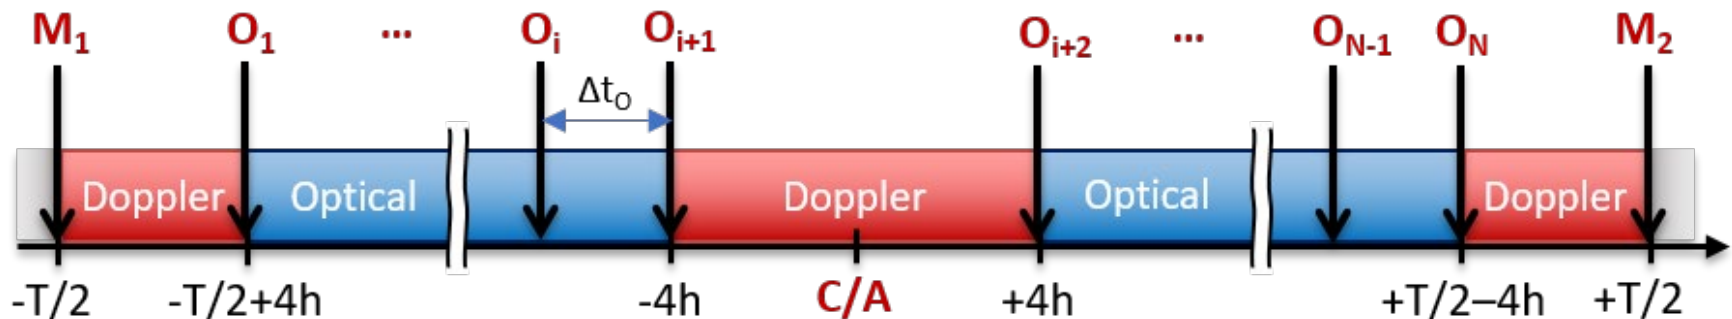 M1 O1 ... Oi Oi+1 Oi+2 ... ON-1 ON M2
ΔtO
Doppler Optical Doppler Optical Doppler
-T/2 -T/2+4h -4h C/A +4h +T/2–4h +T/2